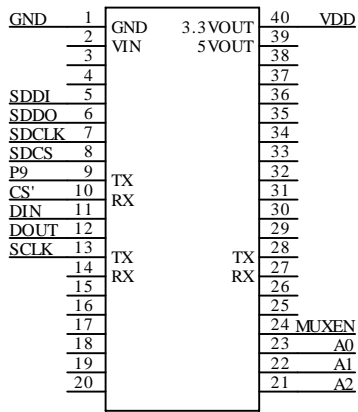 GND 1 GND 3.3VOUT 40 VDD
2 VIN 5VOUT 39
3 38
4 37
SDDI 5 36
SDDO 6 35
SDCLK 7 34
SDCS 8 33
P9 9 TX 32
CS' 10 RX 31
DIN 11 30
DOUT 12 29
SCLK 13 TX TX 28
14 RX RX 27
15 26
16 25
17 24 MUXEN
18 23 A0
19 22 A1
20 21 A2